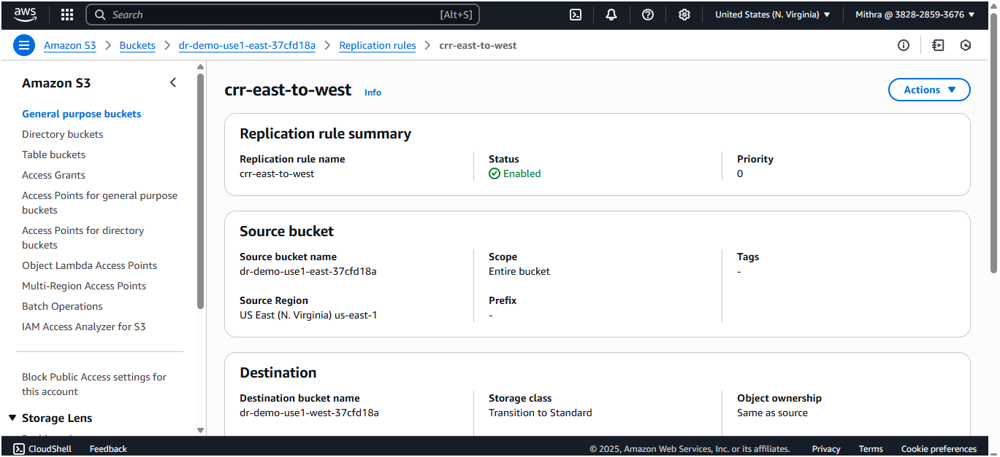 aws
Search
[Alt+S]
United States (N. Virginia)
Mithra @ 3828-2859-3676
Amazon S3
Buckets
dr-demo-use1-east-37cfd18a
Replication rules
crr-east-to-west
Amazon S3
General purpose buckets
Directory buckets
Table buckets
Access Grants
Access Points for general purpose
buckets
Access Points for directory
buckets
Object Lambda Access Points
Multi-Region Access Points
Batch Operations
IAM Access Analyzer for S3
Block Public Access settings for
this account
Storage Lens
crr-east-to-west
Info
Actions
Replication rule summary
Replication rule name
crr-east-to-west
Status
Enabled
Priority
0
Source bucket
Source bucket name
dr-demo-use1-east-37cfd18a
Source Region
US East (N. Virginia) us-east-1
Scope
Entire bucket
Prefix
-
Tags
-
Destination
Destination bucket name
dr-demo-use1-west-37cfd18a
Storage class
Transition to Standard
Object ownership
Same as source
CloudShell
Feedback
© 2025, Amazon Web Services, Inc. or its affiliates.
Privacy
Terms
Cookie preferences